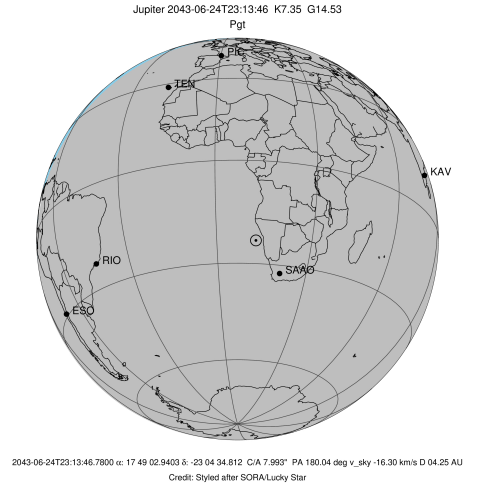 Jupiter 2043-06-24T23:13:46 K7.35 G14.53
Pgt
PIC
TEN
KAV
RIO
SAAO
ESO
2043-06-24T23:13:46.7800 α: 17 49 02.9403 δ: -23 04 34.812 C/A 7.993" PA 180.04 deg v_sky -16.30 km/s D 04.25 AU
Credit: Styled after SORA/Lucky Star